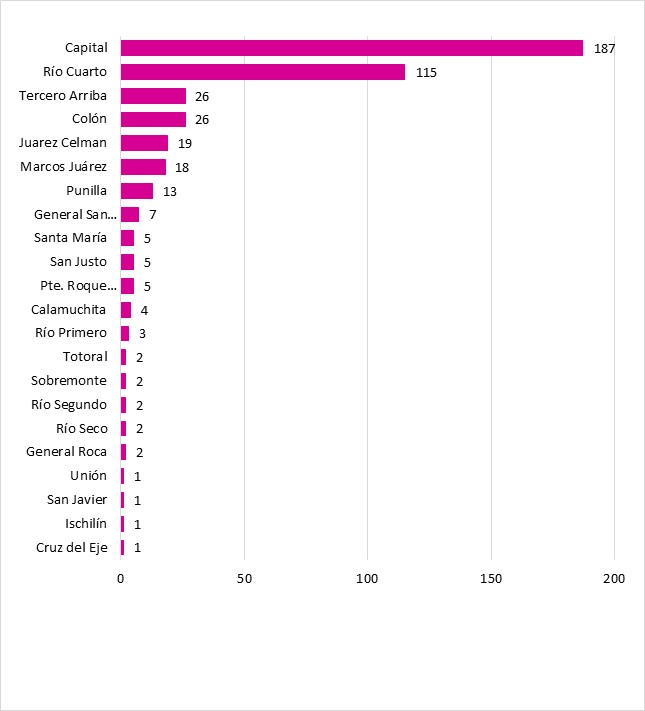 Capital 187
Río Cuarto 115
Tercero Arriba 26
Colón 26
Juarez Celman 19
Marcos Juárez 18
Punilla 13
General San... 7
Santa María 5
San Justo 5
Pte. Roque... 5
Calamuchita 4
Río Primero 3
Totoral 2
Sobremonte 2
Río Segundo 2
Río Seco 2
General Roca 2
Unión 1
San Javier 1
Ischilín 1
Cruz del Eje 1
0 50 100 150 200